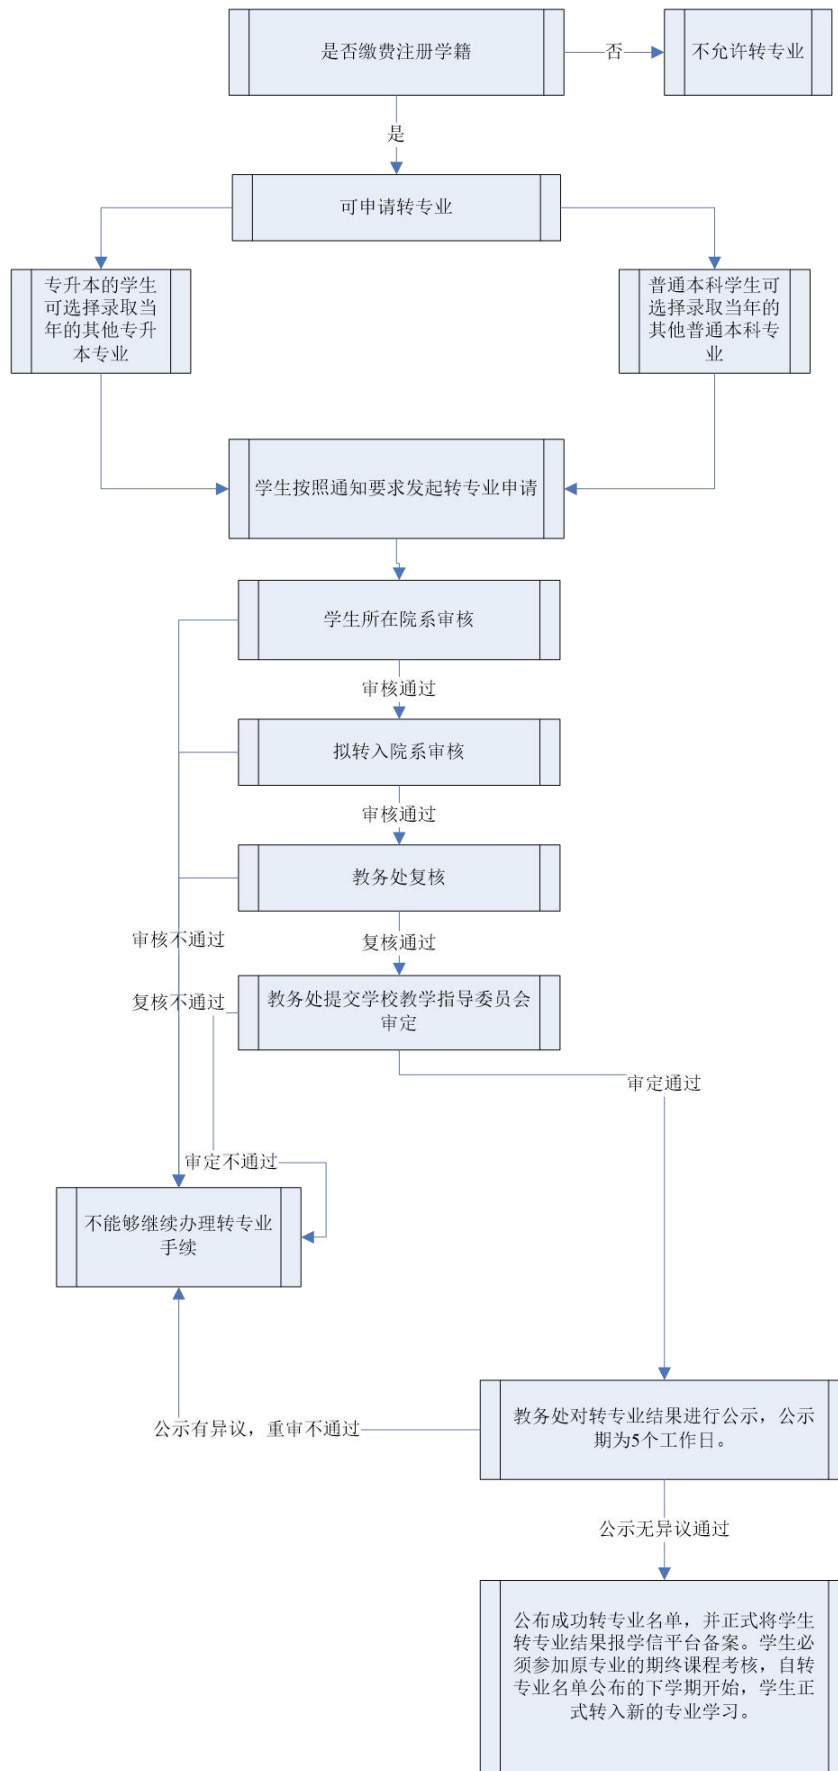 是否缴费注册学籍
否
不允许转专业
是
可申请转专业
专升本的学生
可选择录取当
年的其他专升
本专业
普通本科学生可
选择录取当年的
其他普通本科专
业
学生按照通知要求发起转专业申请
学生所在院系审核
审核通过
拟转入院系审核
审核通过
教务处复核
审核不通过
复核通过
复核不通过
教务处提交学校教学指导委员会
审定
审定通过
审定不通过
不能够继续办理转专业
手续
教务处对转专业结果进行公示，公示
期为5个工作日。
公示有异议，重审不通过
公示无异议通过
公布成功转专业名单，并正式将学生
转专业结果报学信平台备案。学生必
须参加原专业的期终课程考核，自转
专业名单公布的下学期开始，学生正
式转入新的专业学习。